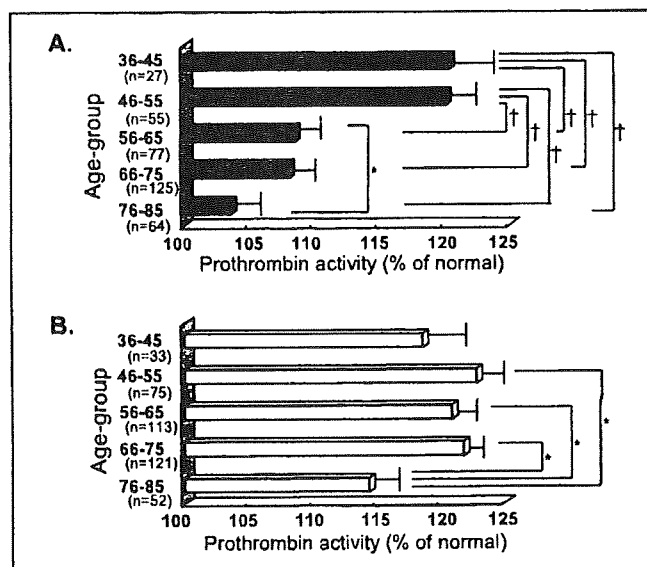 A.
Age-group
36-45
(n=27)
46-55
(n=55)
56-65
(n=77)
66-75
(n=125)
76-85
(n=64)
* † † † † † †
100 105 110 115 120 125
Prothrombin activity (% of normal)
B.
Age-group
36-45
(n=33)
46-55
(n=75)
56-65
(n=113)
66-75
(n=121)
76-85
(n=52)
* * *
100 105 110 115 120 125
Prothrombin activity (% of normal)